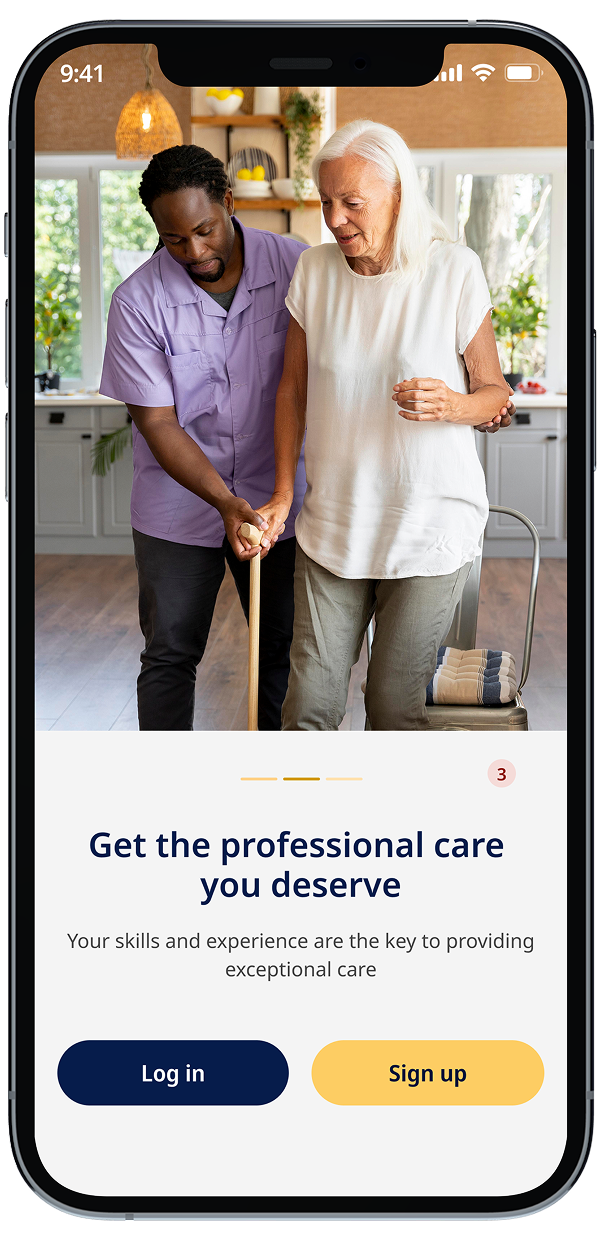 9:41
3
Get the professional care
you deserve
Your skills and experience are the key to providing
exceptional care
Log in
Sign up